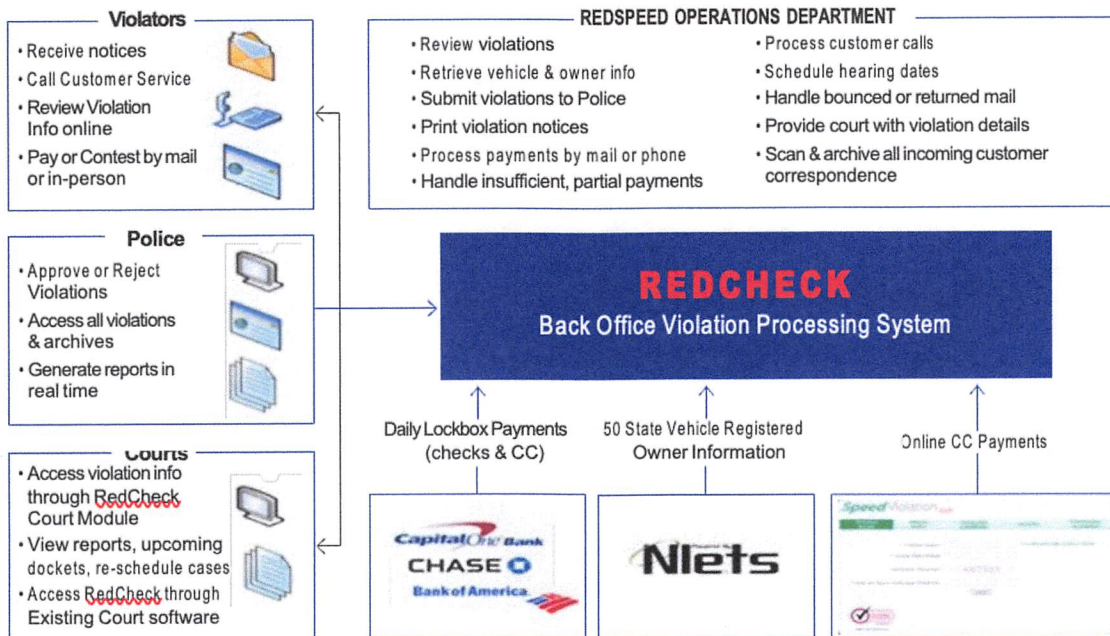 Violators
• Receive notices
• Call Customer Service
• Review Violation
Info online
• Pay or Contest by mail
or in-person
REDSPEED OPERATIONS DEPARTMENT
• Review violations
• Retrieve vehicle & owner info
• Submit violations to Police
• Print violation notices
• Process payments by mail or phone
• Handle insufficient, partial payments
• Process customer calls
• Schedule hearing dates
• Handle bounced or returned mail
• Provide court with violation details
• Scan & archive all incoming customer
correspondence
Police
• Approve or Reject
Violations
• Access all violations
& archives
• Generate reports in
real time
REDCHECK
Back Office Violation Processing System
Courts
• Access violation info
through RedCheck
Court Module
• View reports, upcoming
dockets, re-schedule cases
• Access RedCheck through
Existing Court software
Daily Lockbox Payments
(checks & CC)
50 State Vehicle Registered
Owner Information
Online CC Payments
Capital One Bank
CHASE
Bank of America
Nlets
SpeedViolation